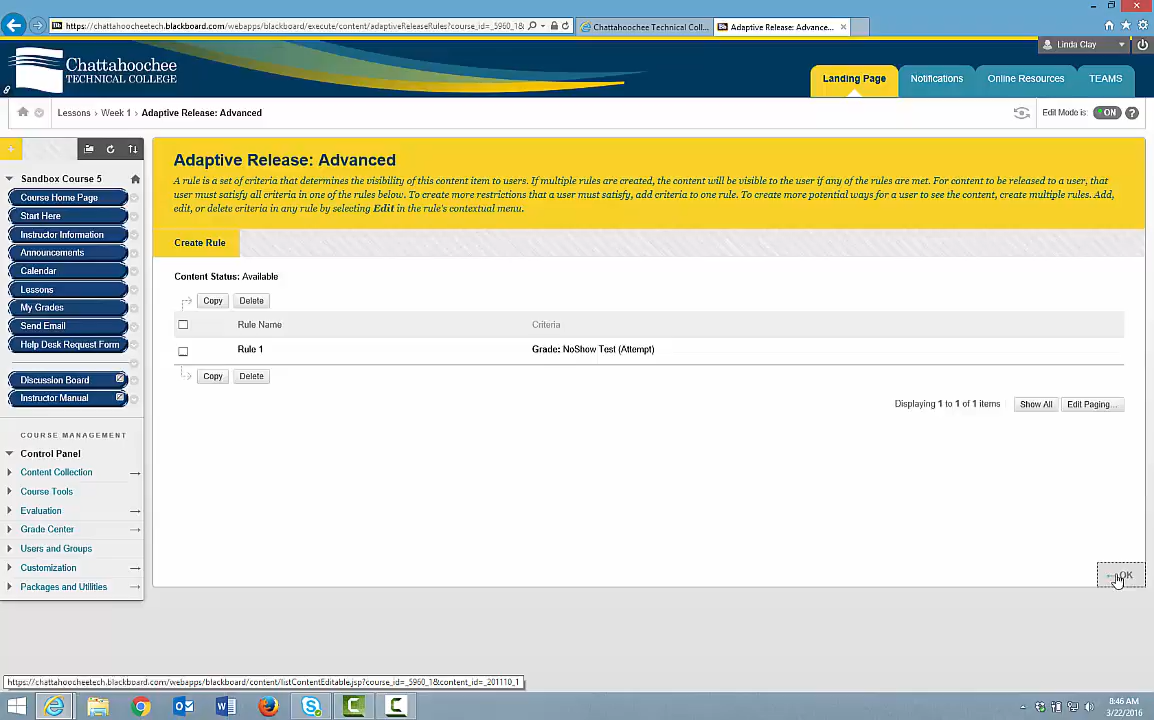 https://chattahoocheetech.blackboard.com/webapps/blackboard/execute/content/adaptiveReleaseRules?course_id=_5960_1&
Chattahoochee Technical Coll...
Adaptive Release: Advance...
Linda Clay
Chattahoochee
TECHNICAL COLLEGE
Landing Page
Notifications
Online Resources
TEAMS
Lessons > Week 1 > Adaptive Release: Advanced
Edit Mode is:
ON
?
Sandbox Course 5
Course Home Page
Start Here
Instructor Information
Announcements
Calendar
Lessons
My Grades
Send Email
Help Desk Request Form
Discussion Board
Instructor Manual
COURSE MANAGEMENT
Control Panel
Content Collection
Course Tools
Evaluation
Grade Center
Users and Groups
Customization
Packages and Utilities
Adaptive Release: Advanced
A rule is a set of criteria that determines the visibility of this content item to users. If multiple rules are created, the content will be visible to the user if any of the rules are met. For content to be released to a user, that
user must satisfy all criteria in one of the rules below. To create more restrictions that a user must satisfy, add criteria to one rule. To create more potential ways for a user to see the content, create multiple rules. Add,
edit, or delete criteria in any rule by selecting Edit in the rule's contextual menu.
Create Rule
Content Status: Available
Copy Delete
Rule Name Criteria
Rule 1 Grade: NoShow Test (Attempt)
Copy Delete
Displaying 1 to 1 of 1 items Show All Edit Paging...
OK
https://chattahoocheetech.blackboard.com/webapps/blackboard/content/listContentEditable.jsp?course_id=_5960_1&content_id=_201110_1
8:46 AM
3/22/2016